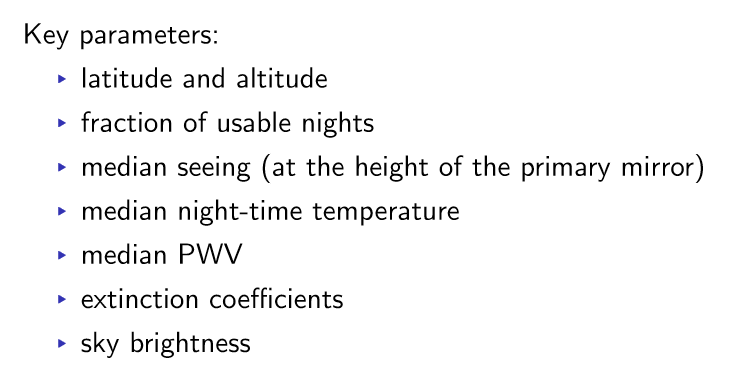 Key parameters:
▸ latitude and altitude
▸ fraction of usable nights
▸ median seeing (at the height of the primary mirror)
▸ median night-time temperature
▸ median PWV
▸ extinction coefficients
▸ sky brightness